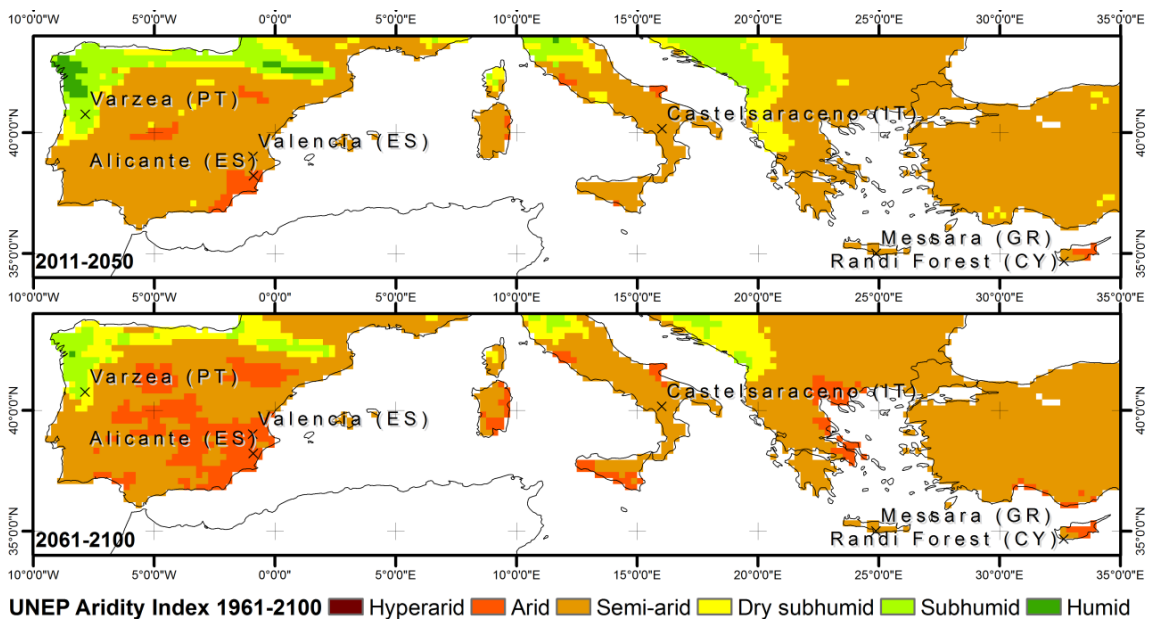 10°0'0"W 5°0'0"W 0°0'0" 5°0'0"E 10°0'0"E 15°0'0"E 20°0'0"E 25°0'0"E 30°0'0"E 35°0'0"E
40°0'0"N 40°0'0"N
35°0'0"N 35°0'0"N
Varzea (PT)
Castelsaraceno (IT)
Valencia (ES)
Alicante (ES)
Messara (GR)
Randi Forest (CY)
2011-2050
10°0'0"W 5°0'0"W 0°0'0" 5°0'0"E 10°0'0"E 15°0'0"E 20°0'0"E 25°0'0"E 30°0'0"E 35°0'0"E
40°0'0"N 40°0'0"N
35°0'0"N 35°0'0"N
Varzea (PT)
Castelsaraceno (IT)
Valencia (ES)
Alicante (ES)
Messara (GR)
Randi Forest (CY)
2061-2100
10°0'0"W 5°0'0"W 0°0'0" 5°0'0"E 10°0'0"E 15°0'0"E 20°0'0"E 25°0'0"E 30°0'0"E 35°0'0"E
UNEP Aridity Index 1961-2100 Hyperarid Arid Semi-arid Dry subhumid Subhumid Humid